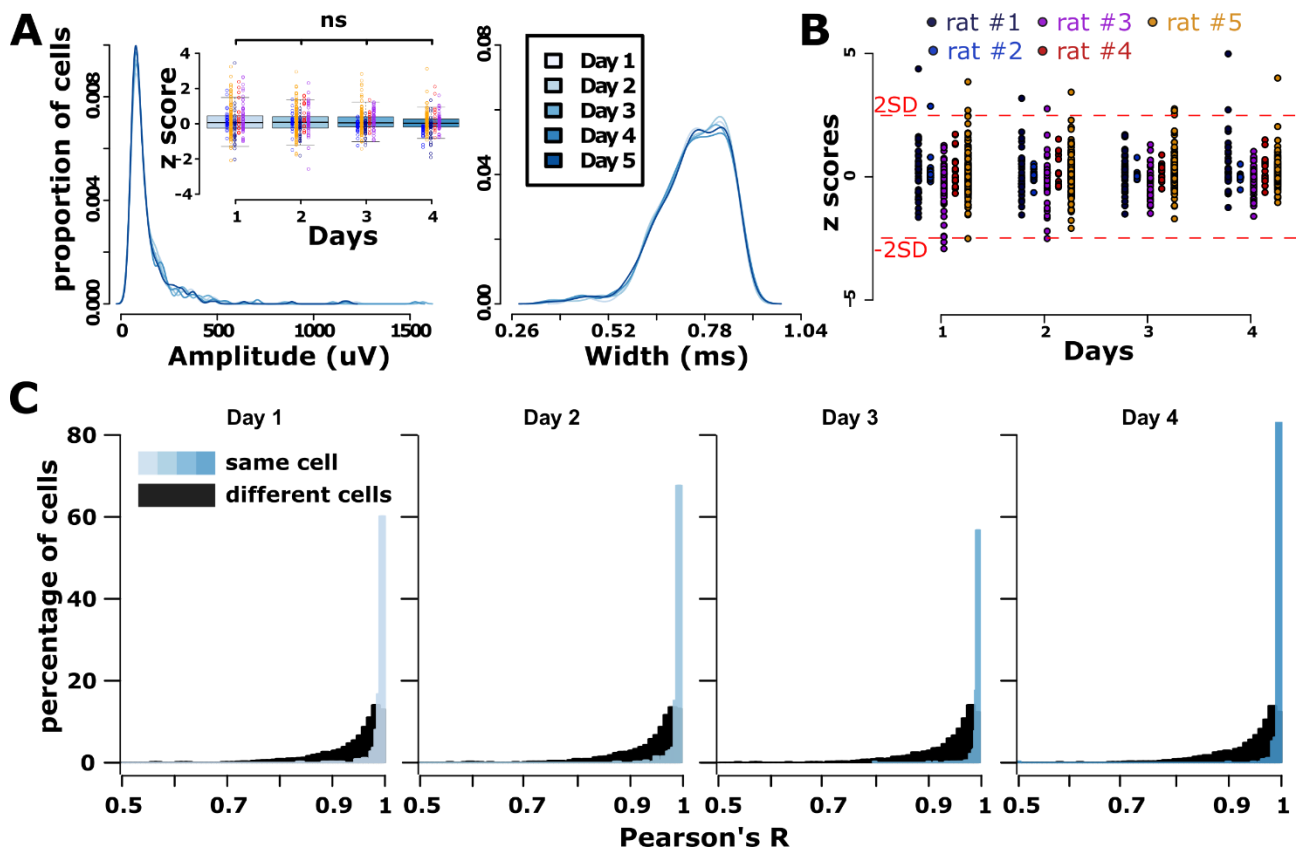 A
ns
proportion of cells
0.008
0.004
0.000
z score
4
2
0
-2
-4
1 2 3 4
Days
0 500 1000 1500
Amplitude (uV)
0.08
0.04
0.00
Day 1
Day 2
Day 3
Day 4
Day 5
0.26 0.52 0.78 1.04
Width (ms)
B
rat #1 rat #3 rat #5
rat #2 rat #4
z scores
5
0
-5
2SD
-2SD
1 2 3 4
Days
C
Day 1 Day 2 Day 3 Day 4
percentage of cells
80
60
40
20
0
same cell
different cells
0.5 0.7 0.9 1 0.5 0.7 0.9 1 0.5 0.7 0.9 1 0.5 0.7 0.9 1
Pearson's R